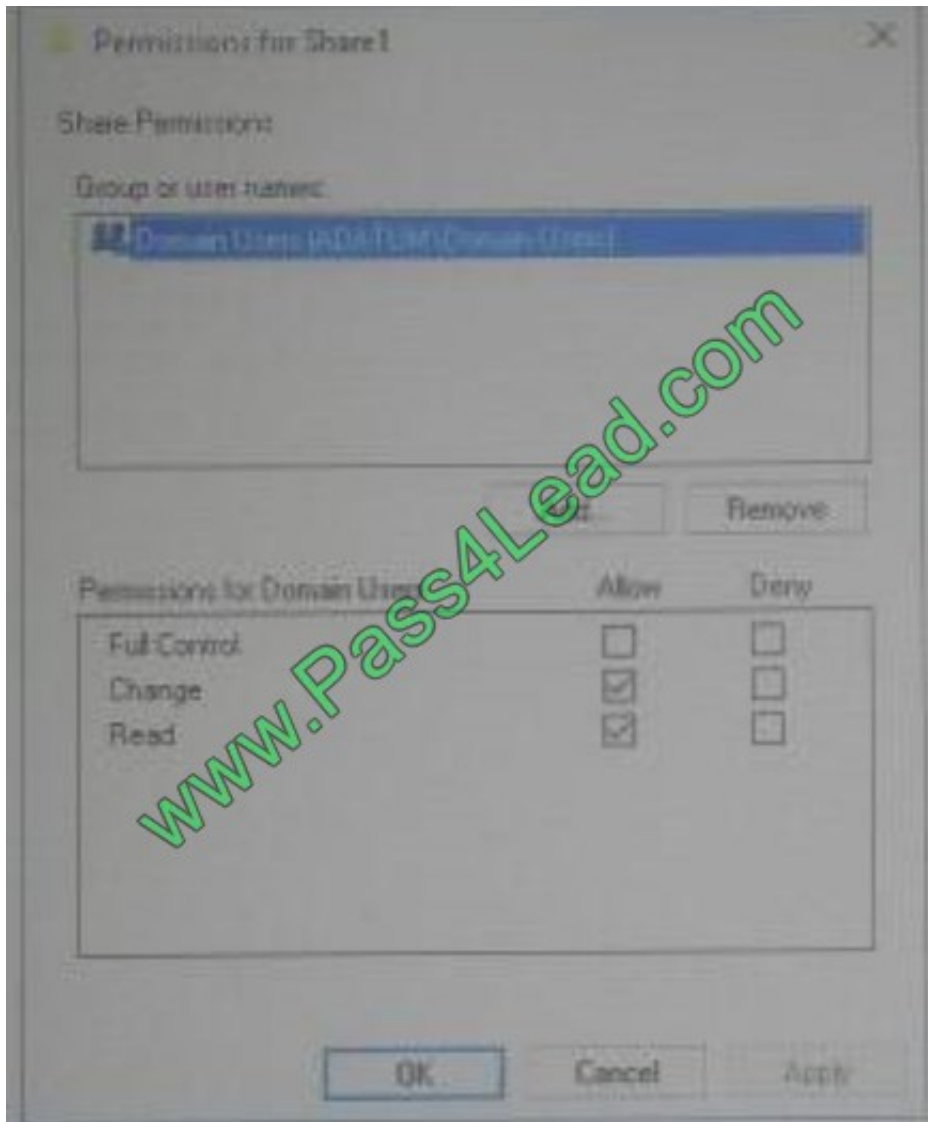 Permissions for Share1
Share Permissions
Group or user names:
Domain Users (ADATUM\Domain Users)
Remove
Permissions for Domain Users
Allow
Deny
Full Control
Change
Read
OK
Cancel
Apply
www.Pass4Lead.com